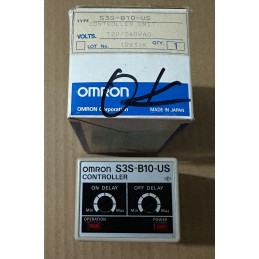 TYPE S3S-B10-US
CONTROLLER UNIT
VOLTS. 120/240VAC
LOT No. QTY 1
OK
OMRON
OMRON Corporation MADE IN JAPAN
OMRON S3S-B10-US
CONTROLLER
ON DELAY OFF DELAY
Min Max Min Max
OPERATION POWER